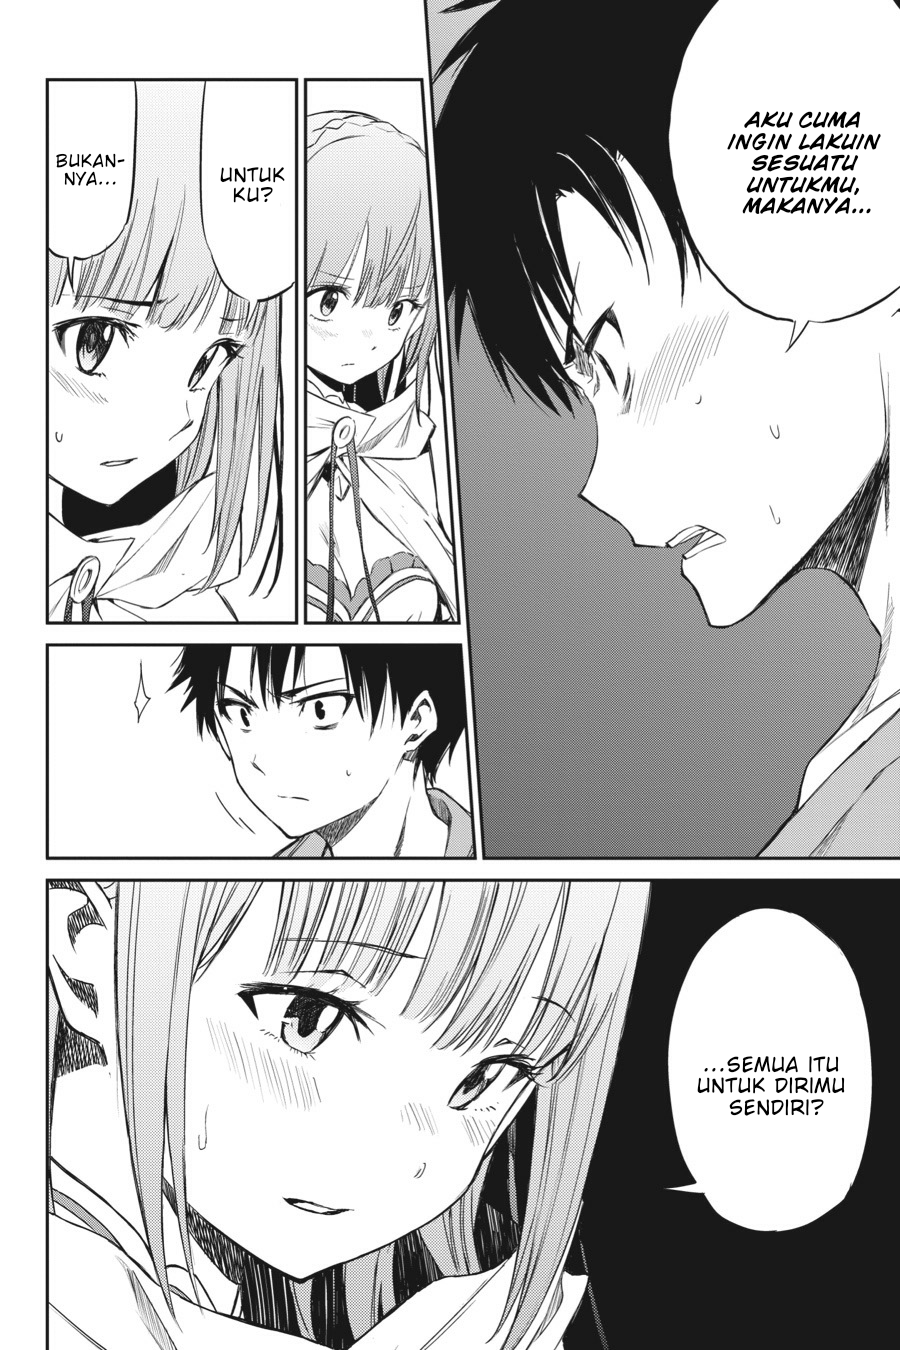 AKU CUMA
INGIN LAKUIN
SESUATU
UNTUKMU,
MAKANYA...
UNTUK
KU?
BUKAN-
NYA...
...SEMUA ITU
UNTUK DIRIMU
SENDIRI?